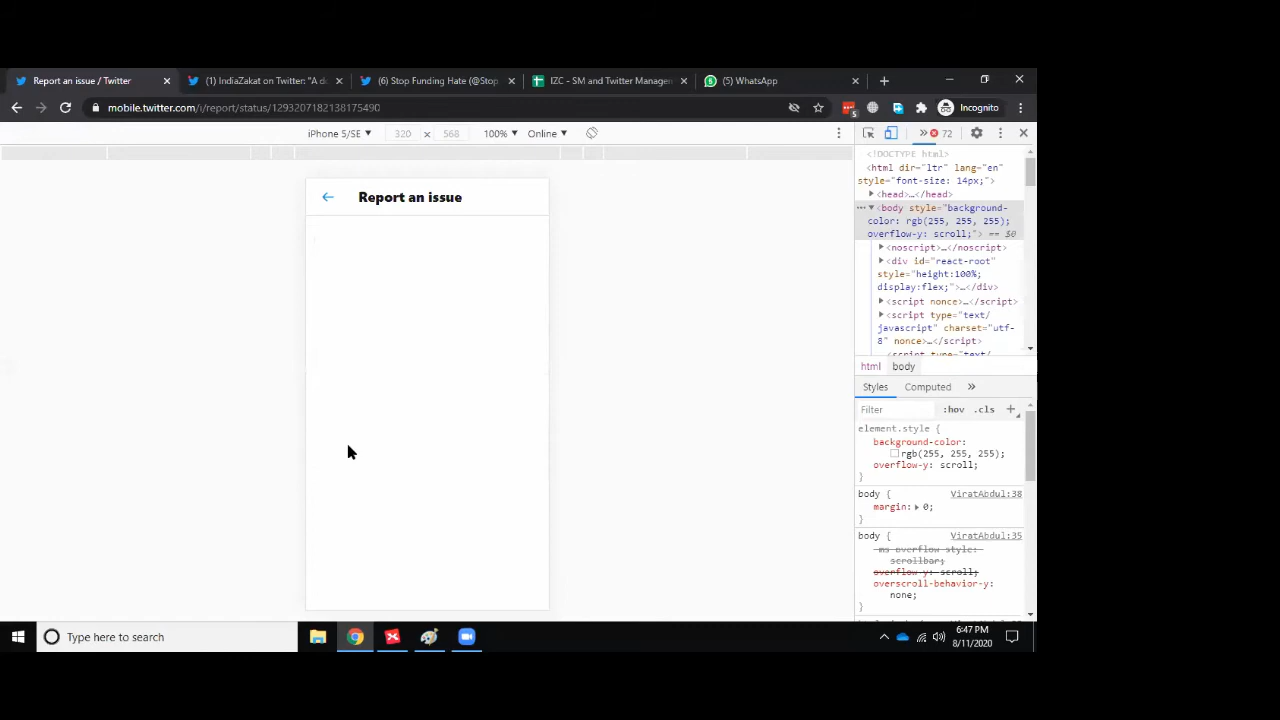 Report an issue / Twitter
(1) IndiaZakat on Twitter: "A d
(6) Stop Funding Hate (@Stop
IZC - SM and Twitter Manager
(5) WhatsApp
mobile.twitter.com/i/report/status/1293207182138175490
5
Incognito
iPhone 5/SE
320
×
568
100%
Online
72
Report an issue
<!DOCTYPE html>
<html dir="ltr" lang="en"
style="font-size: 14px;">
<head>…</head>
<body style="background-
color: rgb(255, 255, 255);
overflow-y: scroll;"> == $0
<noscript>…</noscript>
<div id="react-root"
style="height:100%;
display:flex;">…</div>
<script nonce>…</script>
<script type="text/
javascript" charset="utf-
8" nonce>…</script>
<script type="text/
html
body
Styles
Computed
Filter
:hov
.cls
element.style {
background-color:
rgb(255, 255, 255);
overflow-y: scroll;
}
body {
ViratAbdul:38
margin: 0;
}
body {
ViratAbdul:35
-ms-overflow-style:
scrollbar;
overflow-y: scroll;
overscroll-behavior-y:
none;
}
Type here to search
6:47 PM
8/11/2020